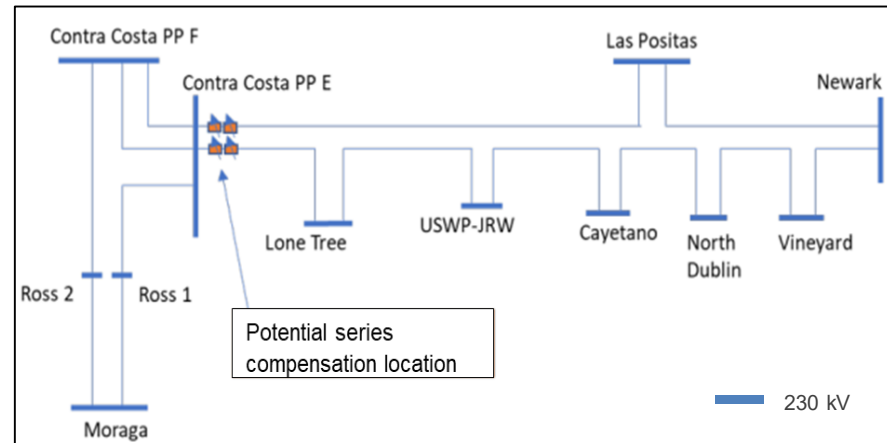 Contra Costa PP F
Las Positas
Contra Costa PP E
Newark
Lone Tree
USWP-JRW
Cayetano
North
Dublin
Vineyard
Ross 2
Ross 1
Potential series
compensation location
Moraga
230 kV